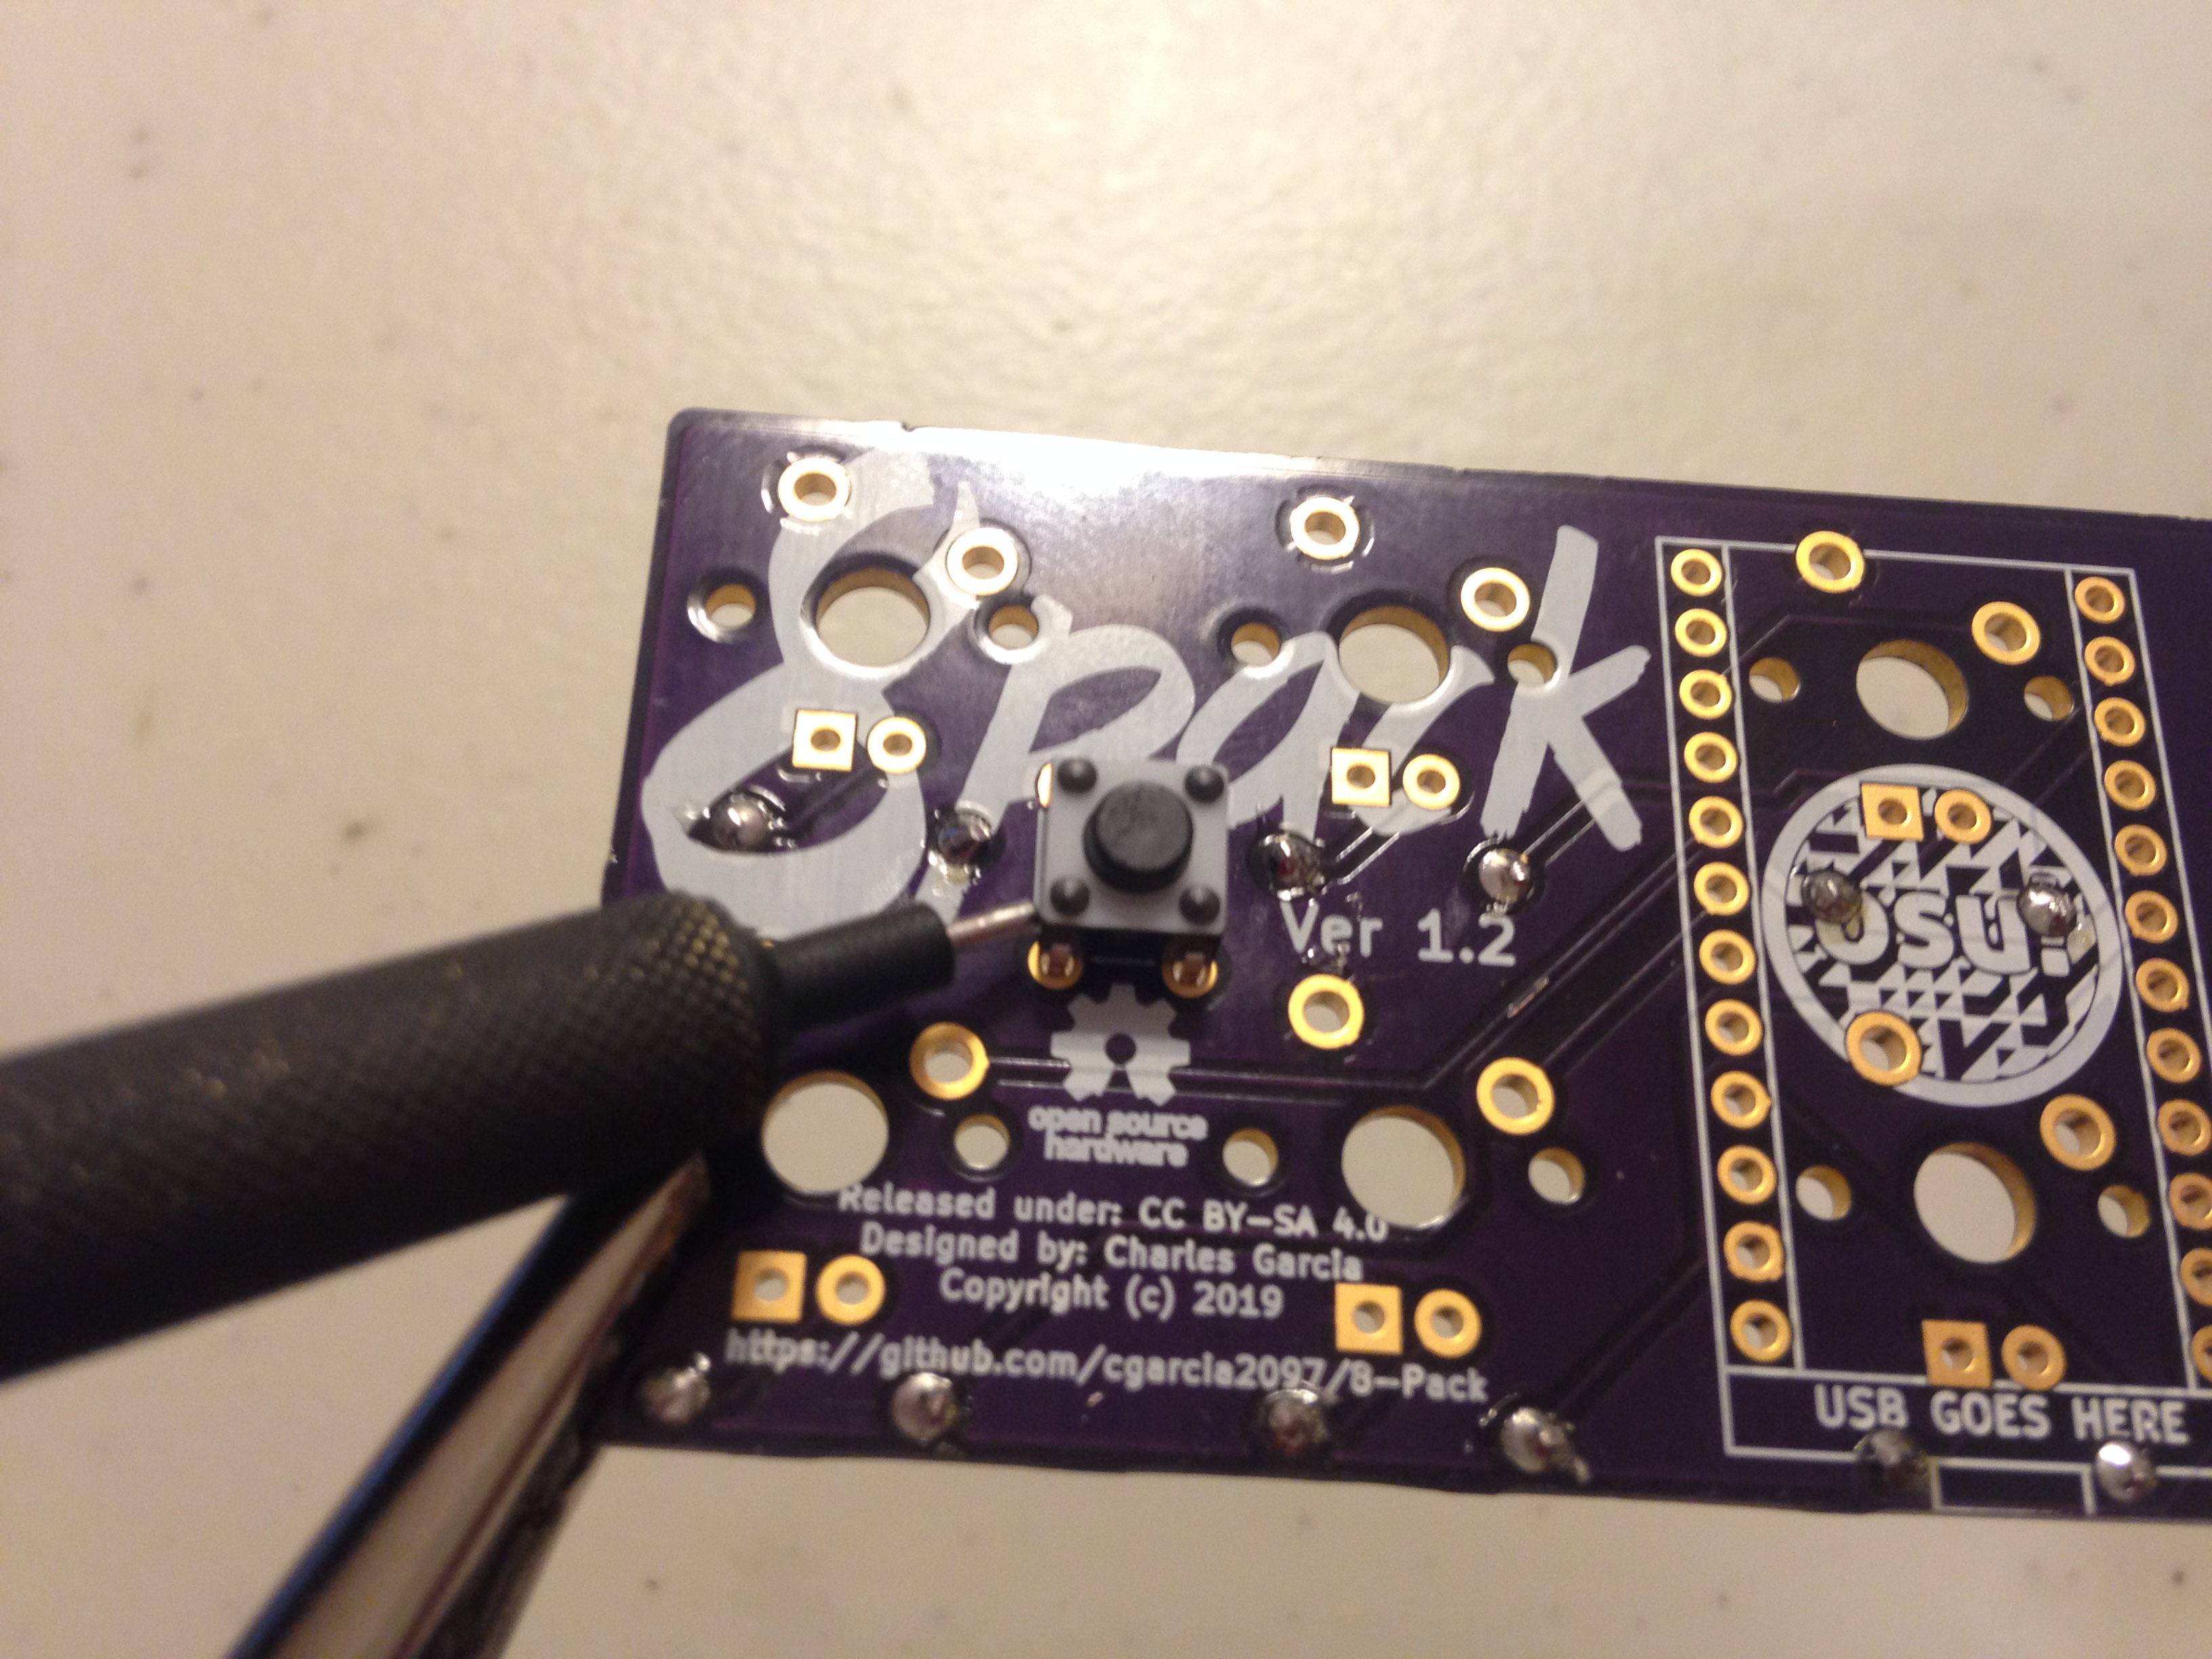 8Pack
Ver 1.2
open source
hardware
Released under: CC BY-SA 4.0
Designed by: Charles Garcia
Copyright (c) 2019
https://github.com/cgarcia2097/8-Pack
osu!
USB GOES HERE